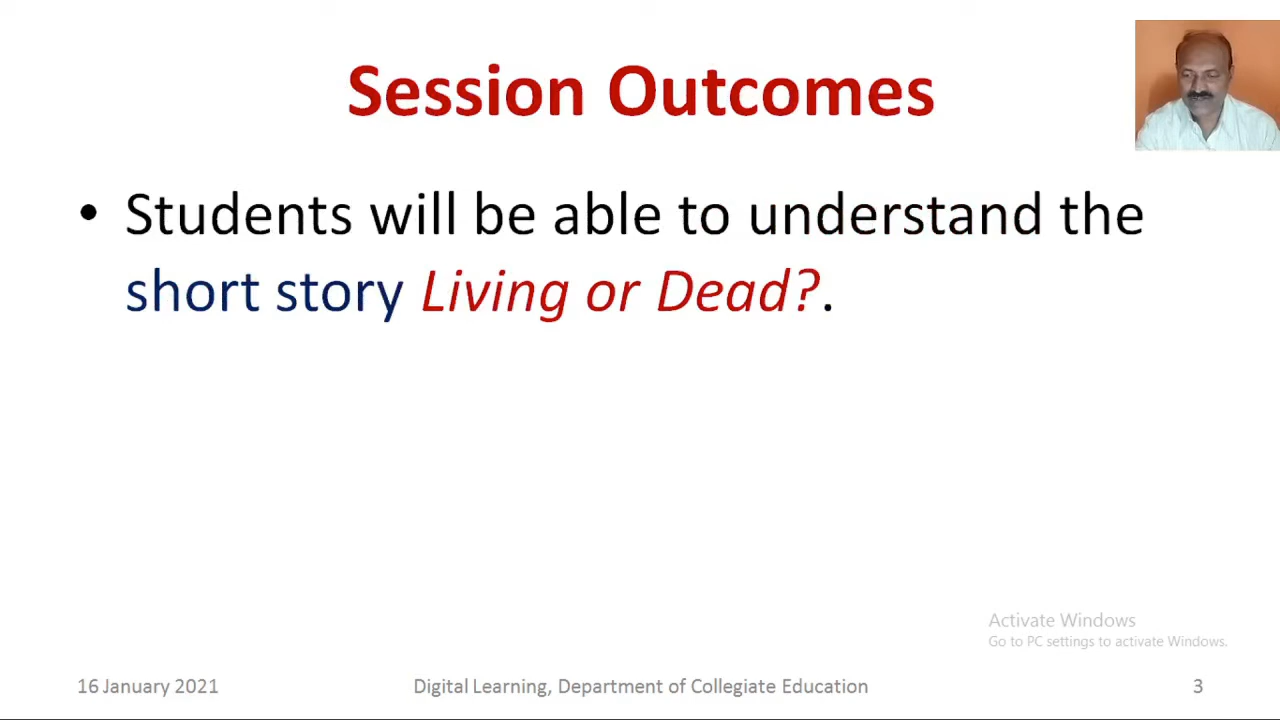 Session Outcomes
• Students will be able to understand the
short story Living or Dead?.
Activate Windows
Go to PC settings to activate Windows.
16 January 2021
Digital Learning, Department of Collegiate Education
3